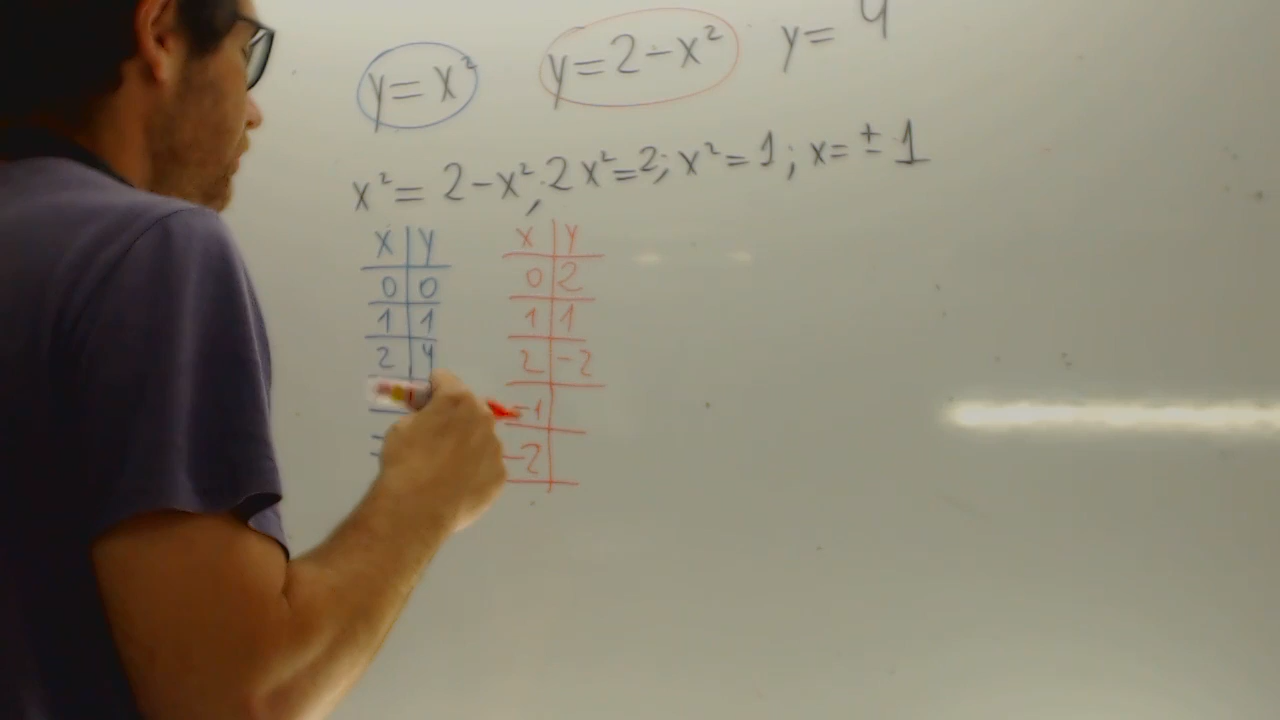 y=x² y=2-x² y=4
x²=2-x²; 2x²=2; x²=1; x=±1
x y x y
0 0 0 2
1 1 1 1
2 4 2 -2
-1
-2